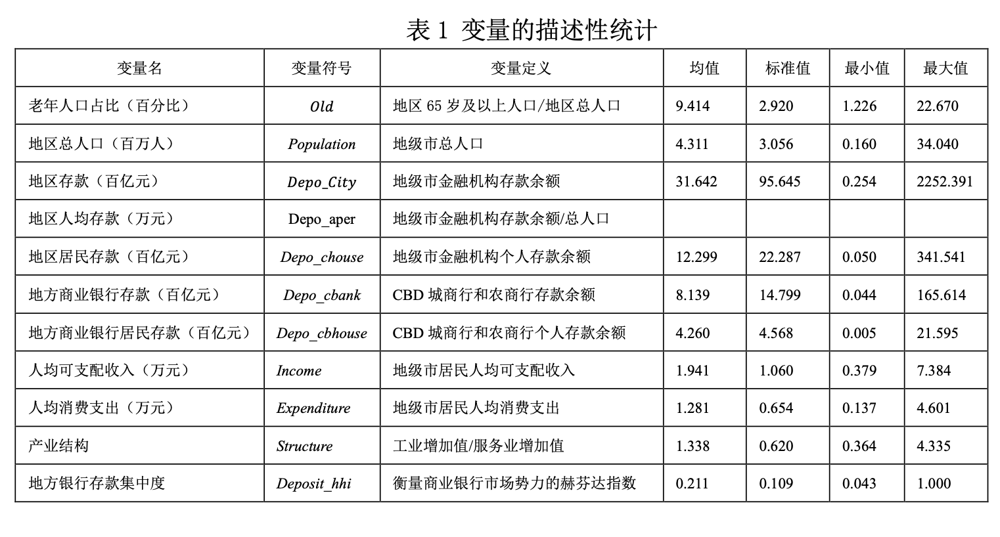 表 1 变量的描述性统计
变量名 变量符号 变量定义 均值 标准值 最小值 最大值
老年人口占比（百分比） Old 地区 65 岁及以上人口/地区总人口 9.414 2.920 1.226 22.670
地区总人口（百万人） Population 地级市总人口 4.311 3.056 0.160 34.040
地区存款（百亿元） Depo_City 地级市金融机构存款余额 31.642 95.645 0.254 2252.391
地区人均存款（万元） Depo_aper 地级市金融机构存款余额/总人口
地区居民存款（百亿元） Depo_chouse 地级市金融机构个人存款余额 12.299 22.287 0.050 341.541
地方商业银行存款（百亿元） Depo_cbank CBD 城商行和农商行存款余额 8.139 14.799 0.044 165.614
地方商业银行居民存款（百亿元） Depo_cbhouse CBD 城商行和农商行个人存款余额 4.260 4.568 0.005 21.595
人均可支配收入（万元） Income 地级市居民人均可支配收入 1.941 1.060 0.379 7.384
人均消费支出（万元） Expenditure 地级市居民人均消费支出 1.281 0.654 0.137 4.601
产业结构 Structure 工业增加值/服务业增加值 1.338 0.620 0.364 4.335
地方银行存款集中度 Deposit_hhi 衡量商业银行市场势力的赫芬达指数 0.211 0.109 0.043 1.000